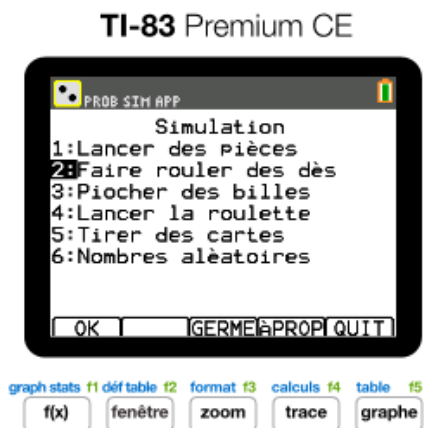 TI-83 Premium CE
PROB SIM APP
Simulation
1:Lancer des pièces
2:Faire rouler des dès
3:Piocher des billes
4:Lancer la roulette
5:Tirer des cartes
6:Nombres alèatoires
OK GERME àPROP QUIT
graph stats f1 déf table f2 format f3 calculs f4 table f5
f(x) fenêtre zoom trace graphe